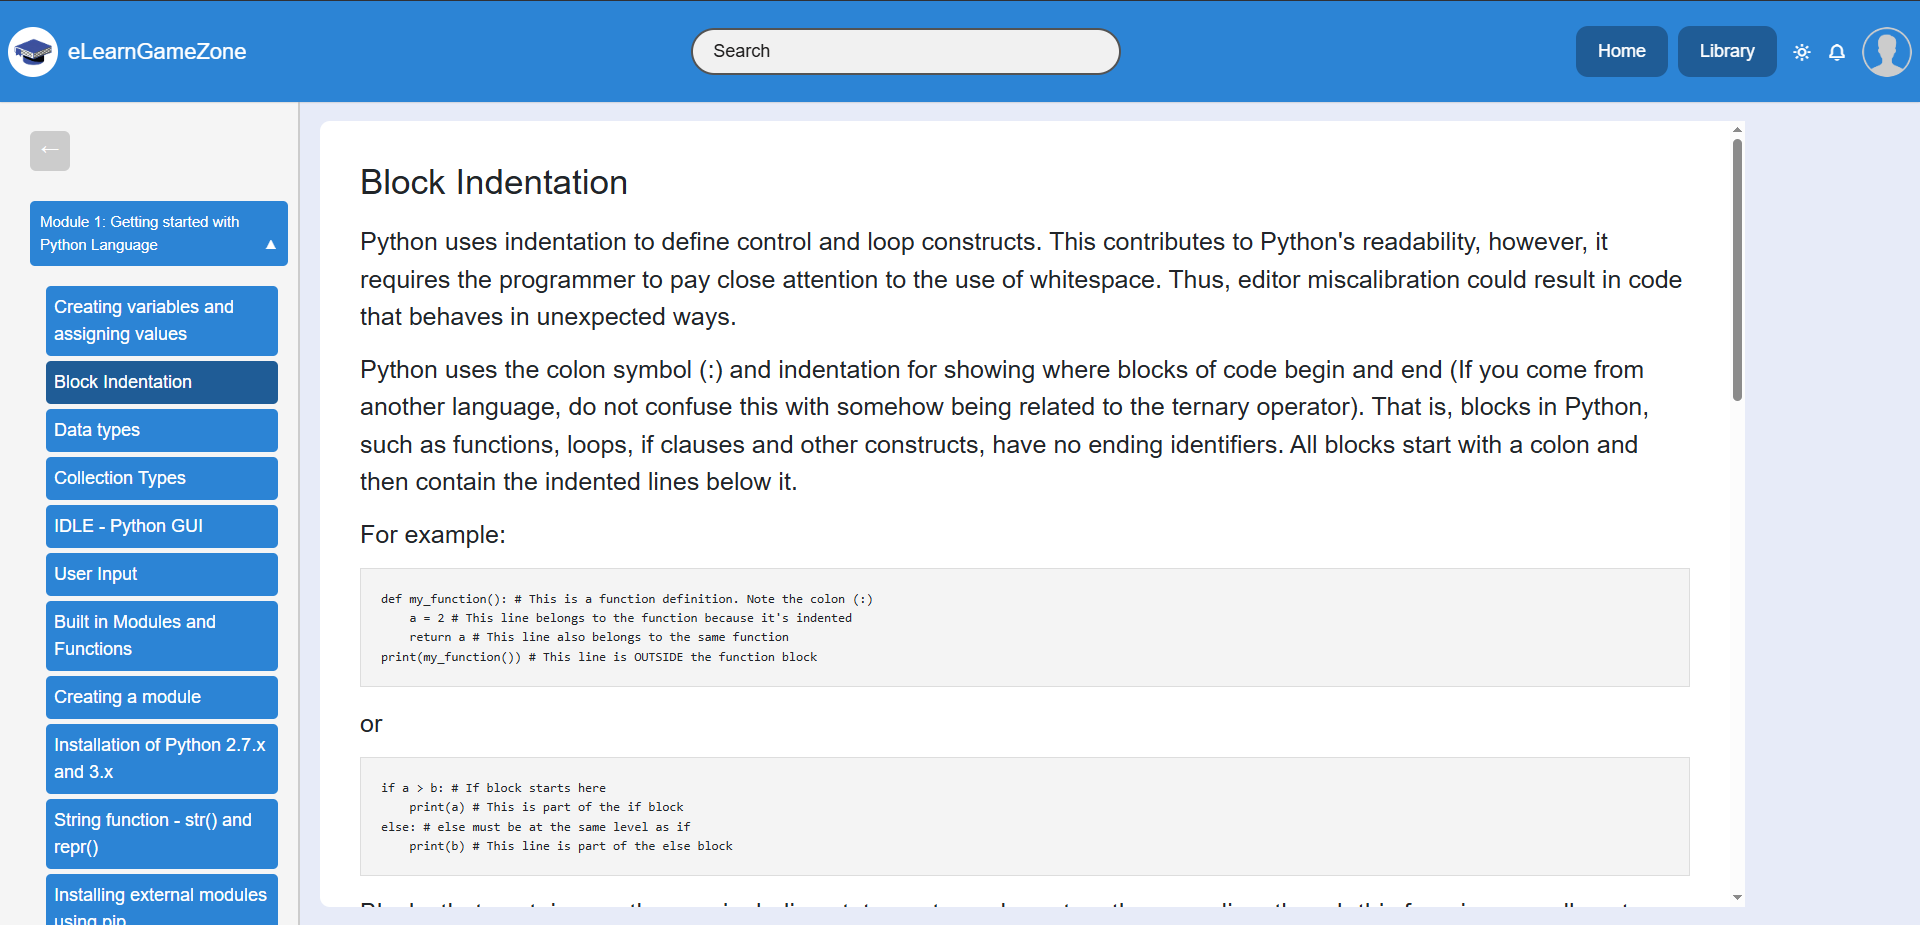 eLearnGameZone
Search
Home
Library
←
Module 1: Getting started with
Python Language ▲
Creating variables and
assigning values
Block Indentation
Data types
Collection Types
IDLE - Python GUI
User Input
Built in Modules and
Functions
Creating a module
Installation of Python 2.7.x
and 3.x
String function - str() and
repr()
Installing external modules
using pip
Block Indentation
Python uses indentation to define control and loop constructs. This contributes to Python's readability, however, it
requires the programmer to pay close attention to the use of whitespace. Thus, editor miscalibration could result in code
that behaves in unexpected ways.
Python uses the colon symbol (:) and indentation for showing where blocks of code begin and end (If you come from
another language, do not confuse this with somehow being related to the ternary operator). That is, blocks in Python,
such as functions, loops, if clauses and other constructs, have no ending identifiers. All blocks start with a colon and
then contain the indented lines below it.
For example:
def my_function(): # This is a function definition. Note the colon (:)
    a = 2 # This line belongs to the function because it's indented
    return a # This line also belongs to the same function
print(my_function()) # This line is OUTSIDE the function block
or
if a > b: # If block starts here
    print(a) # This is part of the if block
else: # else must be at the same level as if
    print(b) # This line is part of the else block